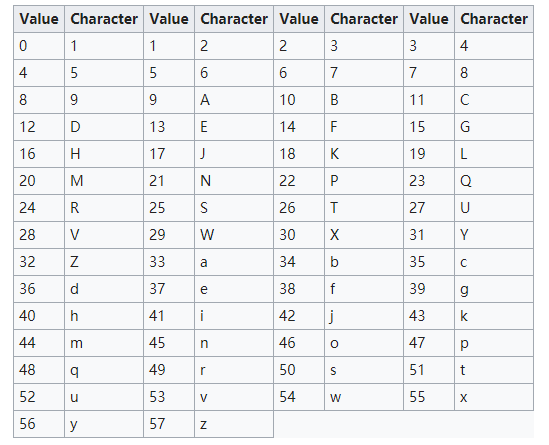 Value Character Value Character Value Character Value Character
0 1 1 2 2 3 3 4
4 5 5 6 6 7 7 8
8 9 9 A 10 B 11 C
12 D 13 E 14 F 15 G
16 H 17 J 18 K 19 L
20 M 21 N 22 P 23 Q
24 R 25 S 26 T 27 U
28 V 29 W 30 X 31 Y
32 Z 33 a 34 b 35 c
36 d 37 e 38 f 39 g
40 h 41 i 42 j 43 k
44 m 45 n 46 o 47 p
48 q 49 r 50 s 51 t
52 u 53 v 54 w 55 x
56 y 57 z